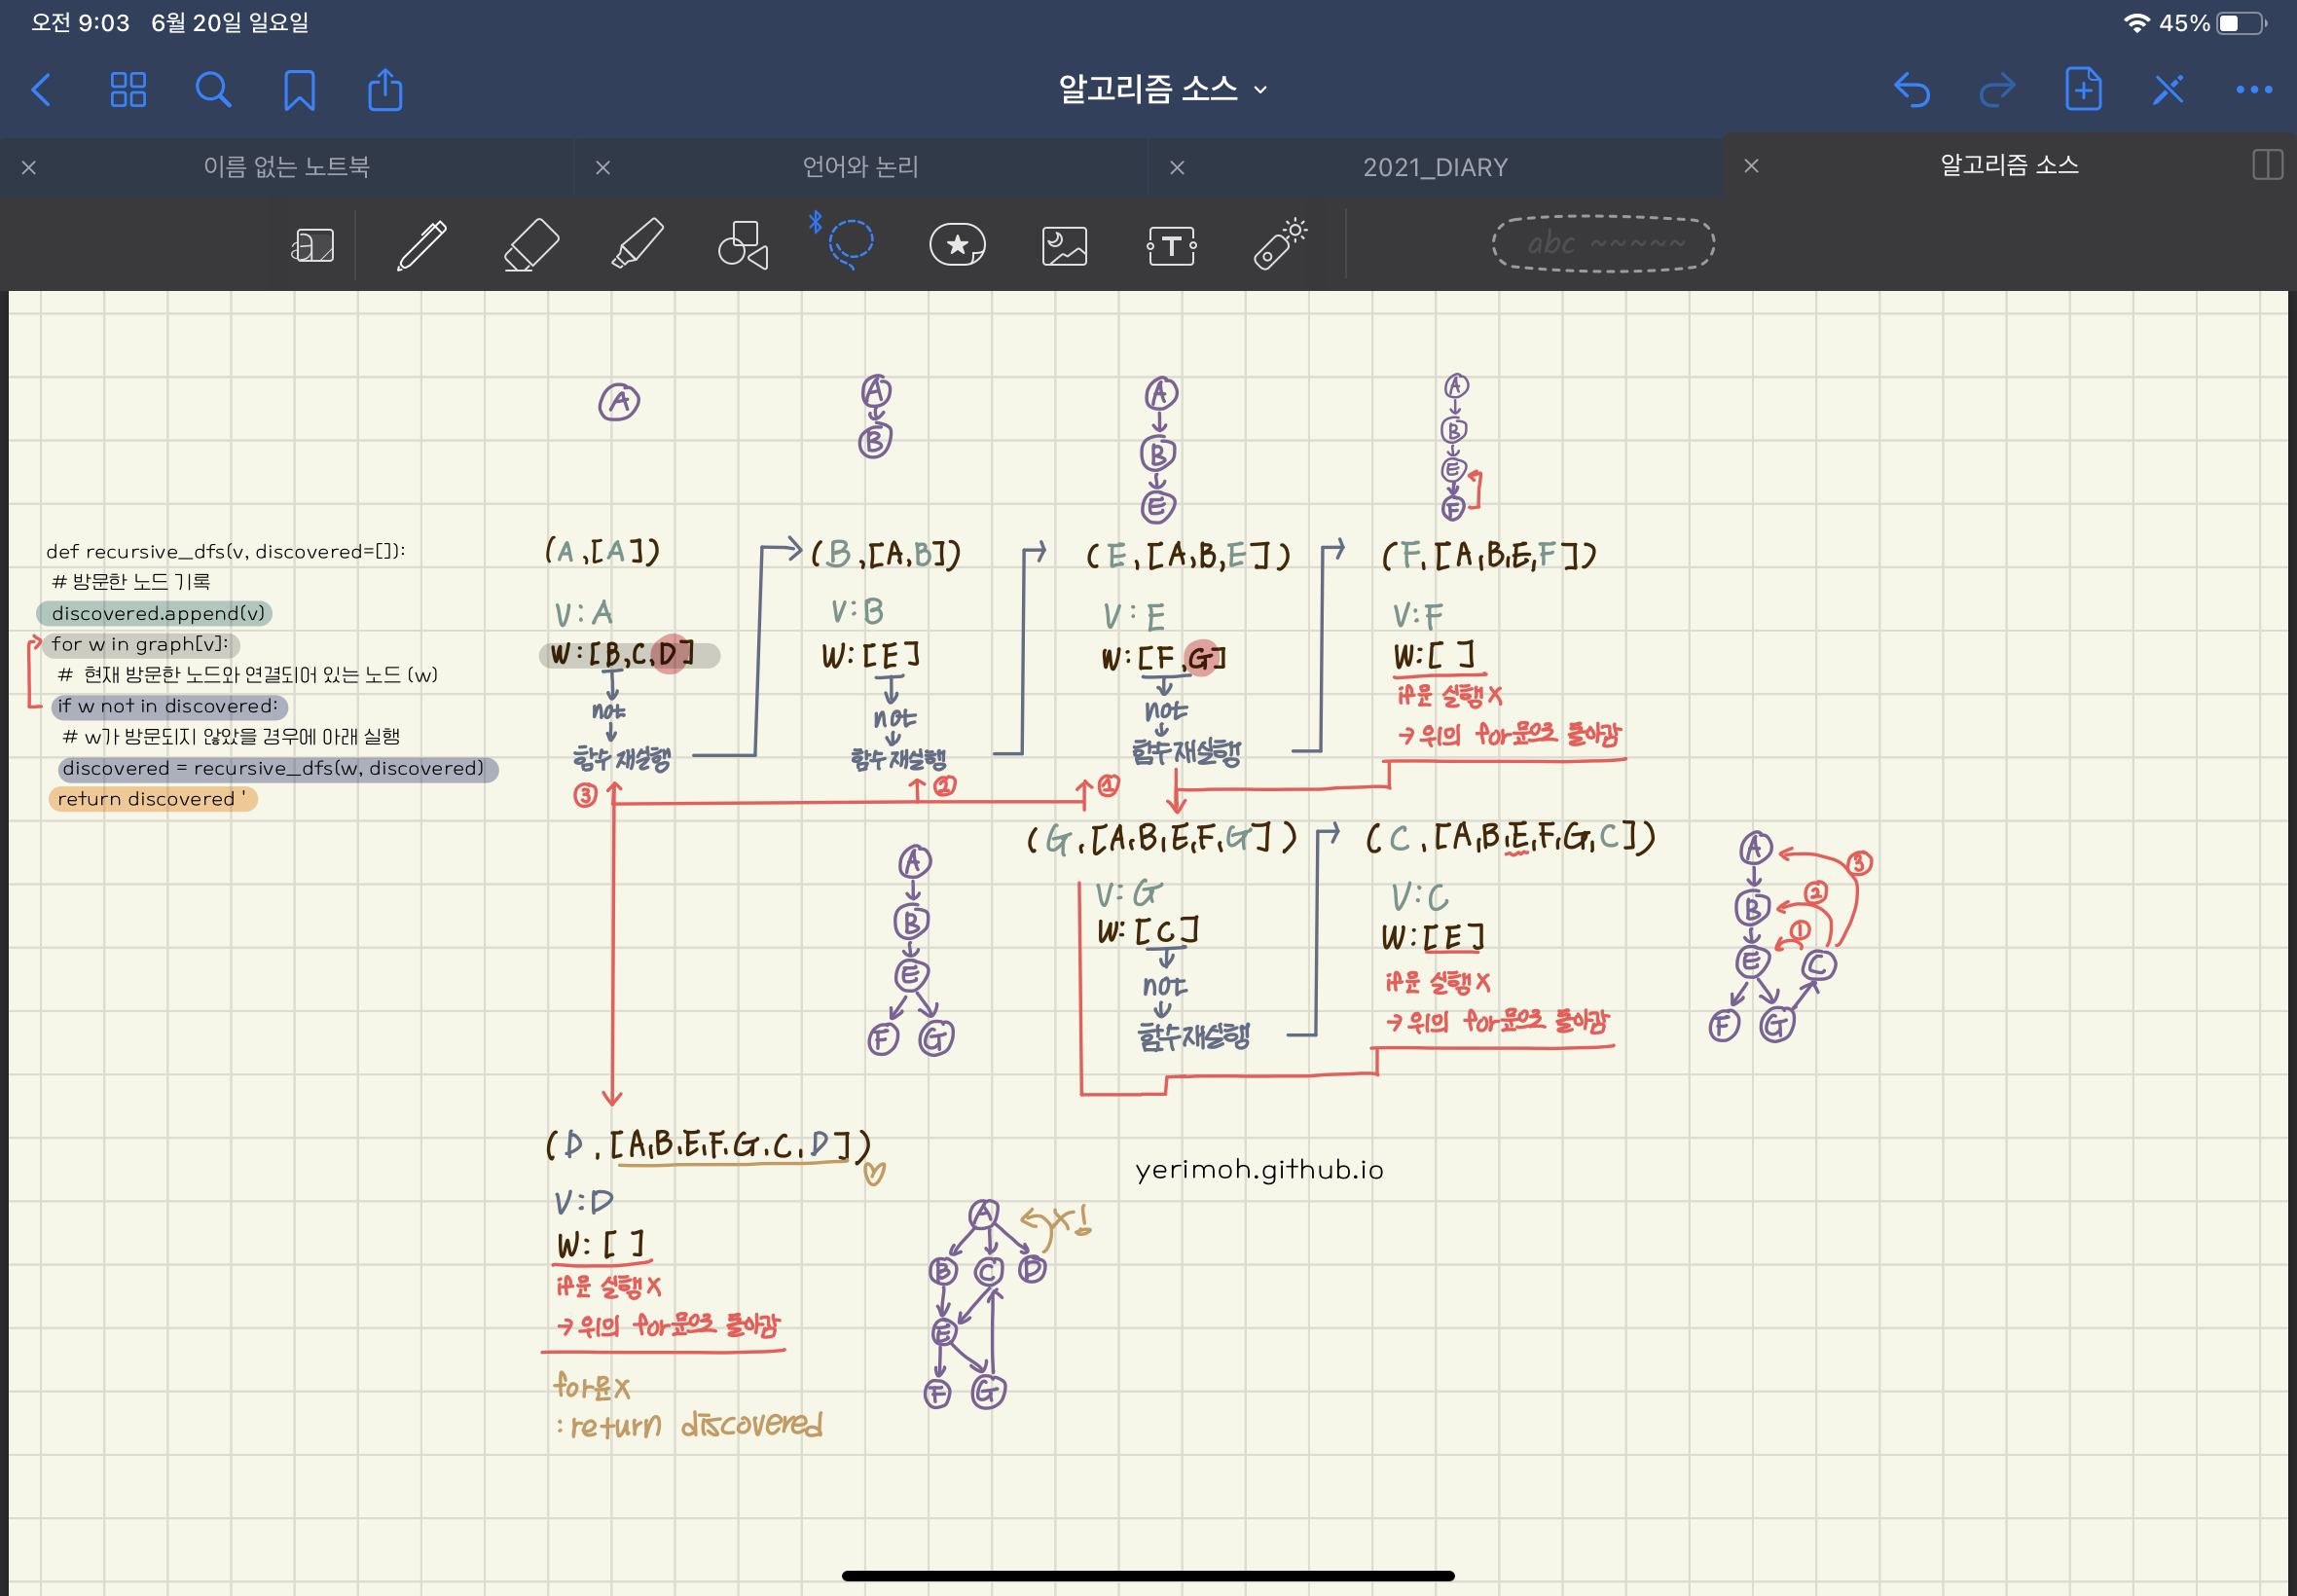 오전 9:03 6월 20일 일요일
45%
알고리즘 소스
이름 없는 노트북
언어와 논리
2021_DIARY
알고리즘 소스
abc ~~~~~
A
A
B
A
B
E
A
B
E
F
def recursive_dfs(v, discovered=[]):
# 방문한 노드 기록
discovered.append(v)
for w in graph[v]:
# 현재 방문한 노드와 연결되어 있는 노드 (w)
if w not in discovered:
# w가 방문되지 않았을 경우에 아래 실행
discovered = recursive_dfs(w, discovered)
return discovered '
(A,[A])
V:A
W:[B,C,D]
not
함수 재실행
③
(B,[A,B])
V:B
W:[E]
not
함수 재실행
②
(E,[A,B,E])
V:E
W:[F,G]
not
함수 재실행
①
(F,[A,B,E,F])
V:F
W:[ ]
if문 실행X
→위의 for문으로 돌아감
A
B
E
F G
(G,[A,B,E,F,G])
V:G
W:[C]
not
함수재실행
(C,[A,B,E,F,G,C])
V:C
W:[E]
if문 실행X
→위의 for문으로 돌아감
A ③
B ②
① E C
F G
(D,[A,B,E,F,G,C,D])
V:D
W:[ ]
if문 실행X
→위의 for문으로 돌아감
for문X
:return discovered
yerimoh.github.io
A X!
B C D
E
F G